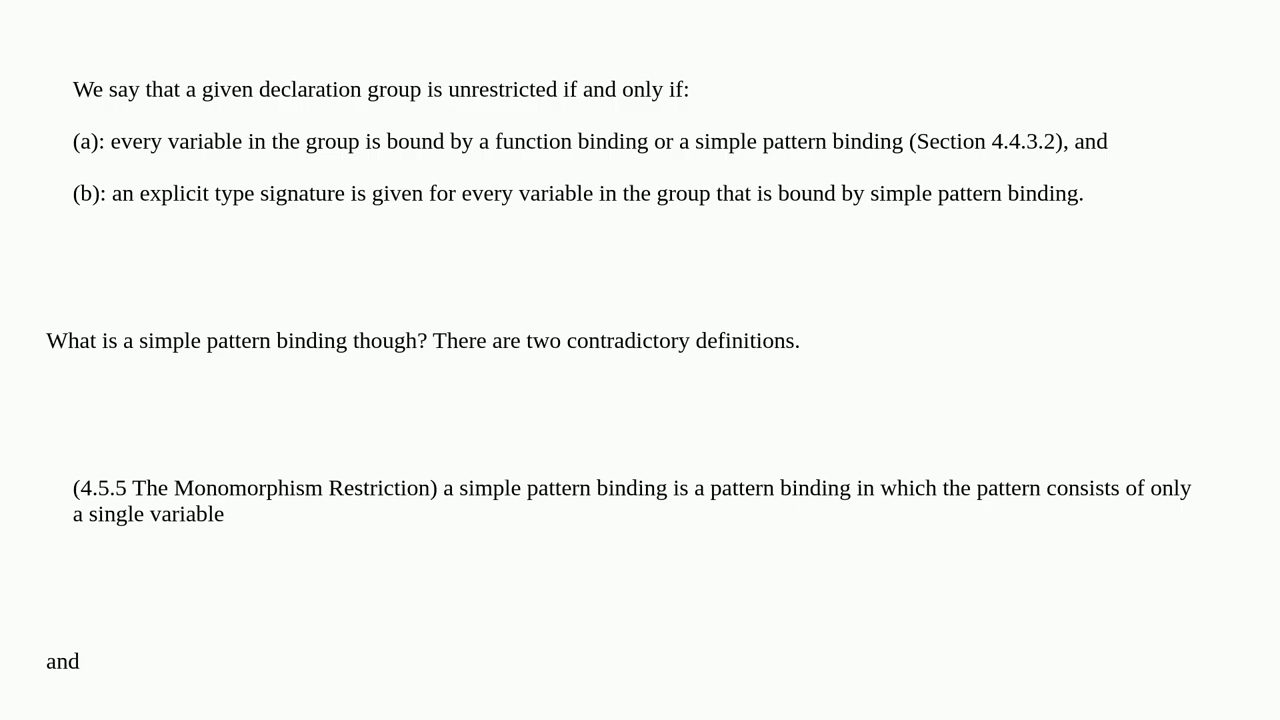 We say that a given declaration group is unrestricted if and only if:
(a): every variable in the group is bound by a function binding or a simple pattern binding (Section 4.4.3.2), and
(b): an explicit type signature is given for every variable in the group that is bound by simple pattern binding.
What is a simple pattern binding though? There are two contradictory definitions.
(4.5.5 The Monomorphism Restriction) a simple pattern binding is a pattern binding in which the pattern consists of only
a single variable
and